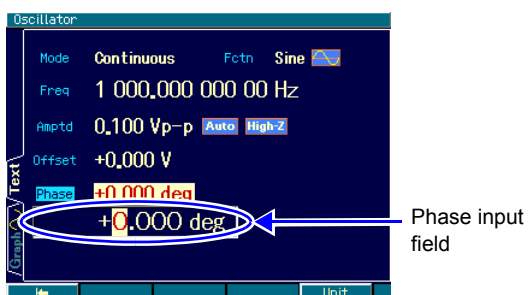 Oscillator
Mode Continuous Fctn Sine
Freq 1 000.000 000 00 Hz
Amptd 0.100 Vp-p Auto High-Z
Offset +0.000 V
Text
Phase +0.000 deg
+0.000 deg
Graph
Phase input
field
Unit